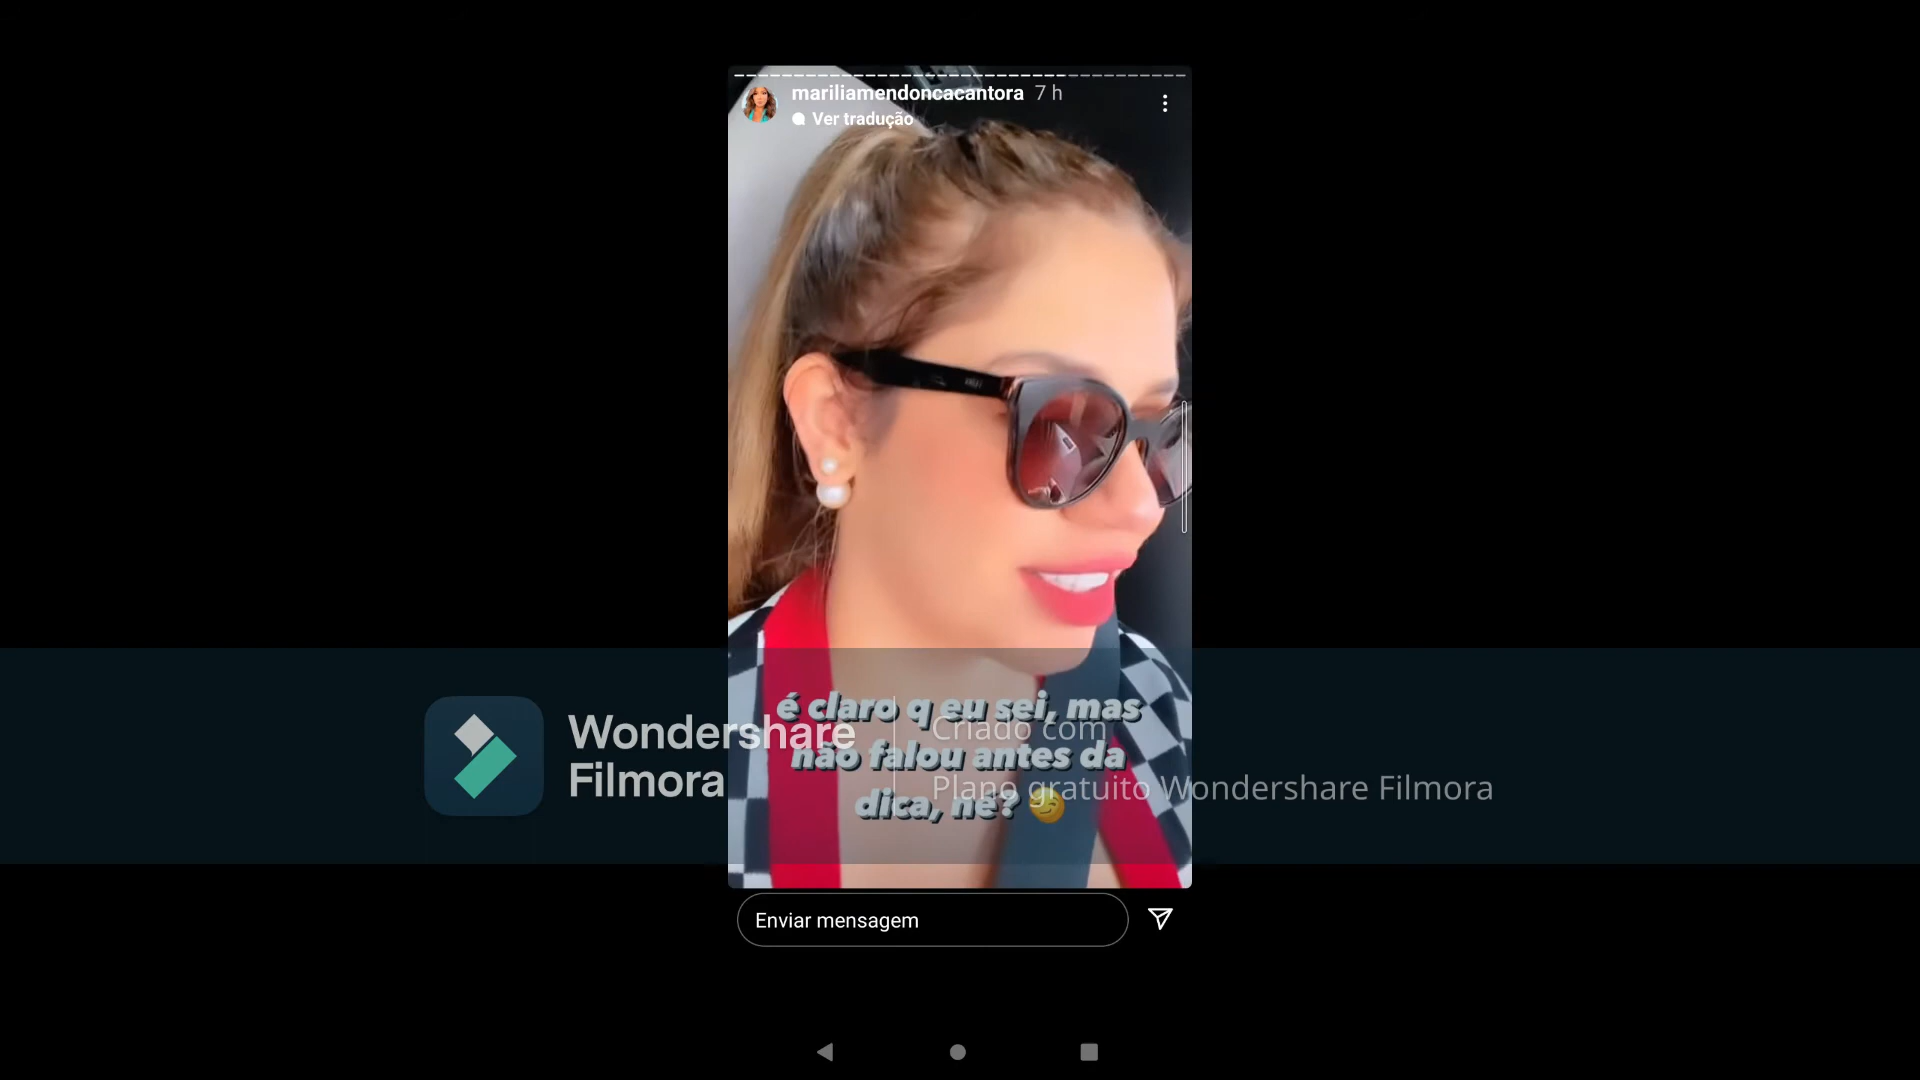 mariliamendoncacantora 7 h
Ver tradução
é claro q eu sei, mas
não falou antes da
dica, né? 😏
Wondershare
Filmora
Criado com
Plano gratuito Wondershare Filmora
Enviar mensagem